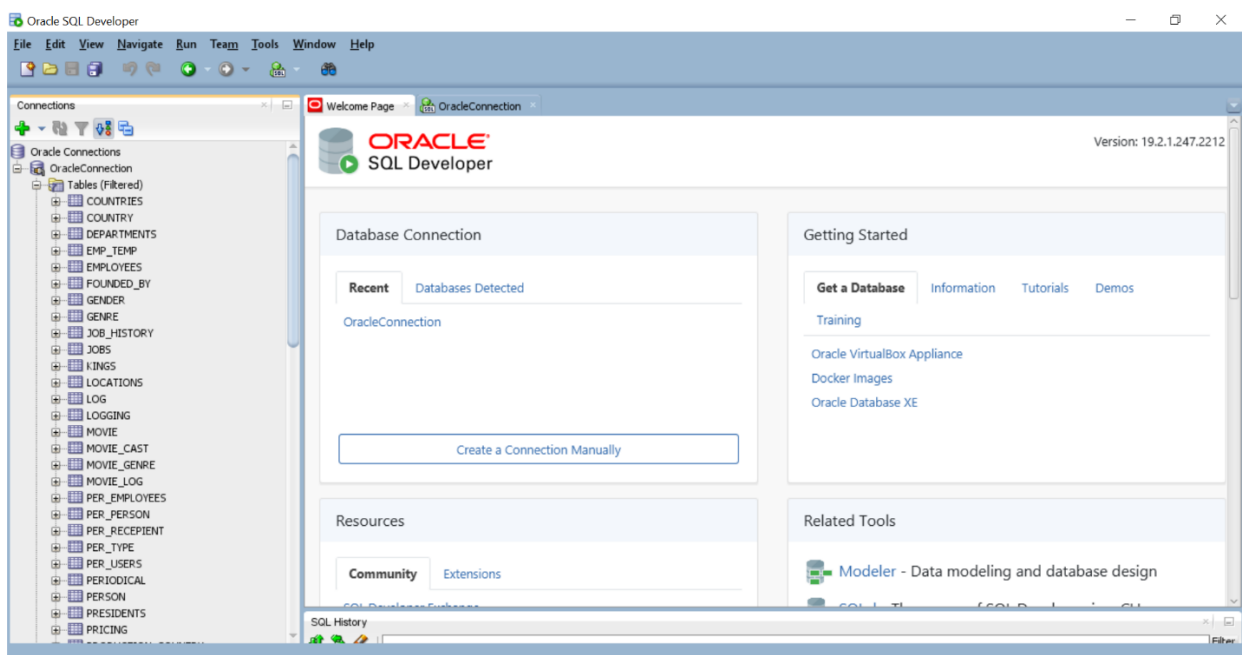 Oracle SQL Developer
File Edit View Navigate Run Team Tools Window Help
Connections
Oracle Connections
OracleConnection
Tables (Filtered)
COUNTRIES
COUNTRY
DEPARTMENTS
EMP_TEMP
EMPLOYEES
FOUNDED_BY
GENDER
GENRE
JOB_HISTORY
JOBS
KINGS
LOCATIONS
LOG
LOGGING
MOVIE
MOVIE_CAST
MOVIE_GENRE
MOVIE_LOG
PER_EMPLOYEES
PER_PERSON
PER_RECEPIENT
PER_TYPE
PER_USERS
PERIODICAL
PERSON
PRESIDENTS
PRICING
Welcome Page OracleConnection
ORACLE
SQL Developer
Version: 19.2.1.247.2212
Database Connection
Recent Databases Detected
OracleConnection
Create a Connection Manually
Getting Started
Get a Database Information Tutorials Demos
Training
Oracle VirtualBox Appliance
Docker Images
Oracle Database XE
Resources
Community Extensions
Related Tools
Modeler - Data modeling and database design
SQL History
Filter